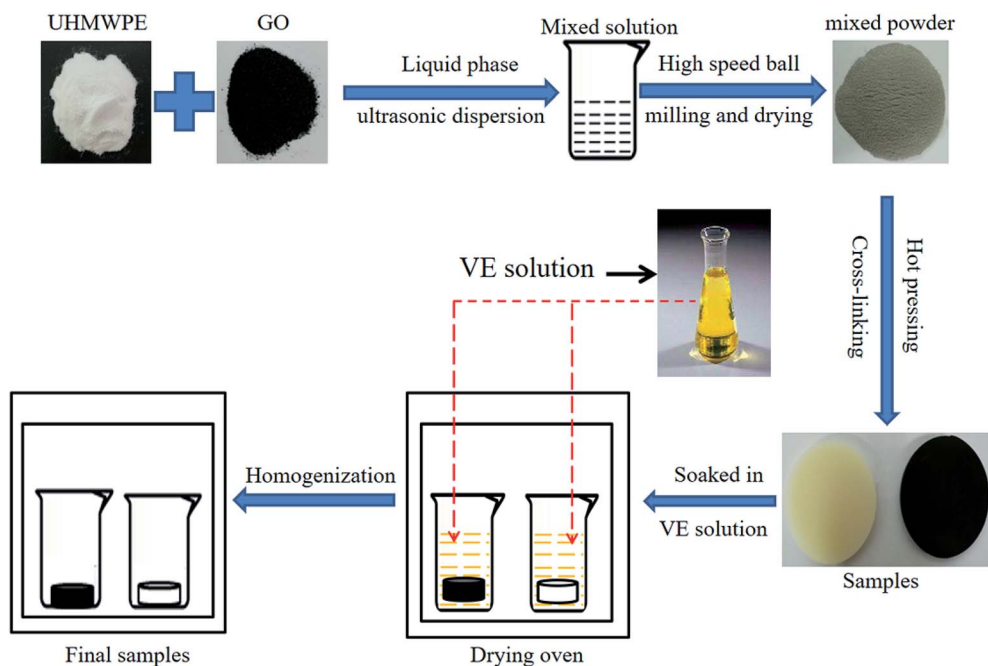 UHMWPE
GO
Mixed solution
mixed powder
Liquid phase
ultrasonic dispersion
High speed ball
milling and drying
VE solution
Hot pressing
Cross-linking
Homogenization
Soaked in
VE solution
Samples
Final samples
Drying oven